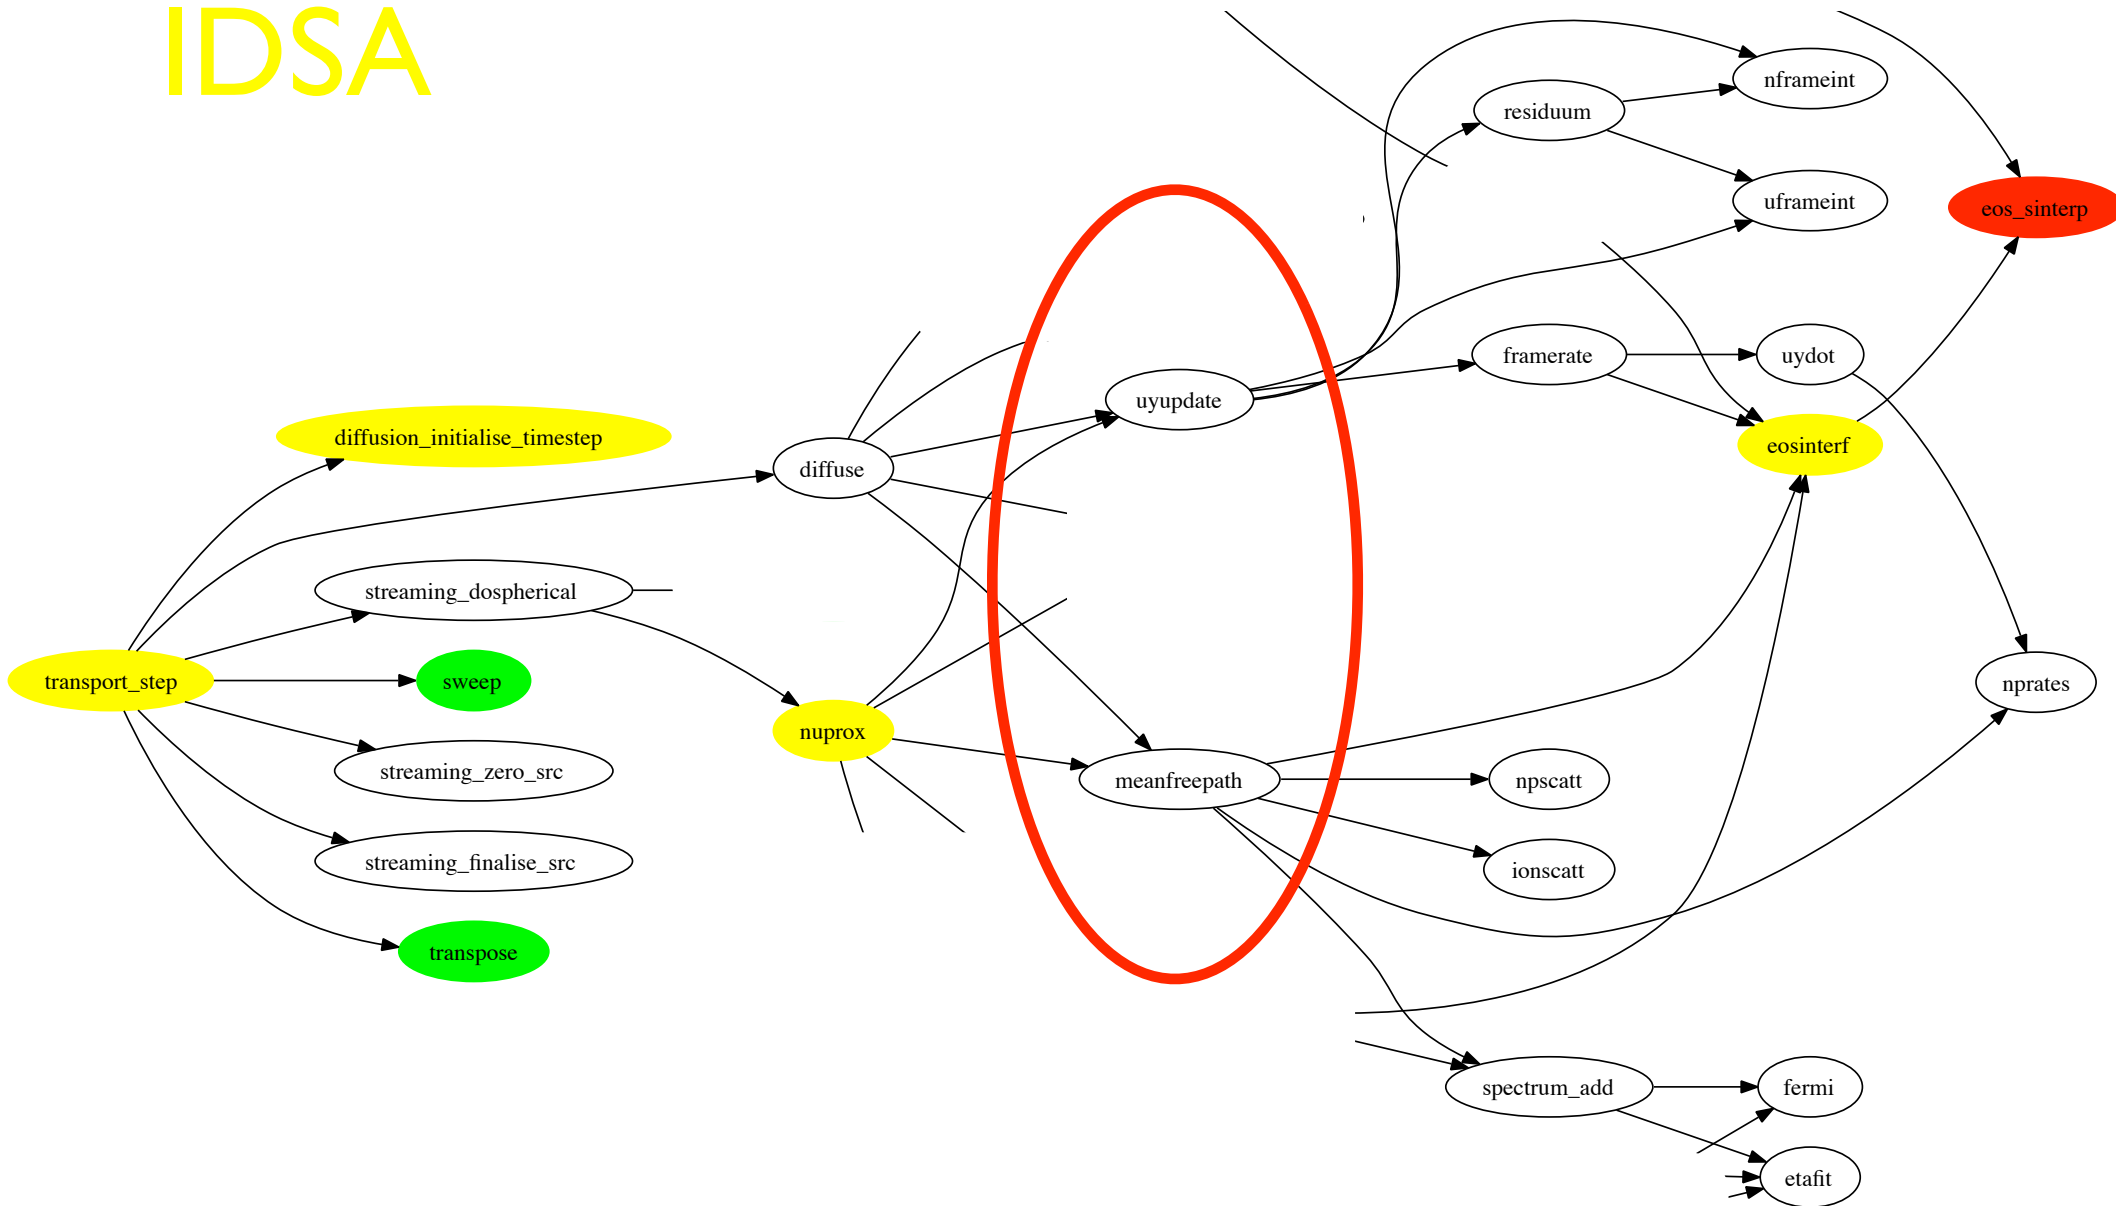 IDSA
transport_step
diffusion_initialise_timestep
streaming_dospherical
sweep
streaming_zero_src
streaming_finalise_src
transpose
diffuse
nuprox
uyupdate
meanfreepath
residuum
framerate
npscatt
ionscatt
spectrum_add
nframeint
uframeint
uydot
eosinterf
fermi
etafit
eos_sinterp
nprates